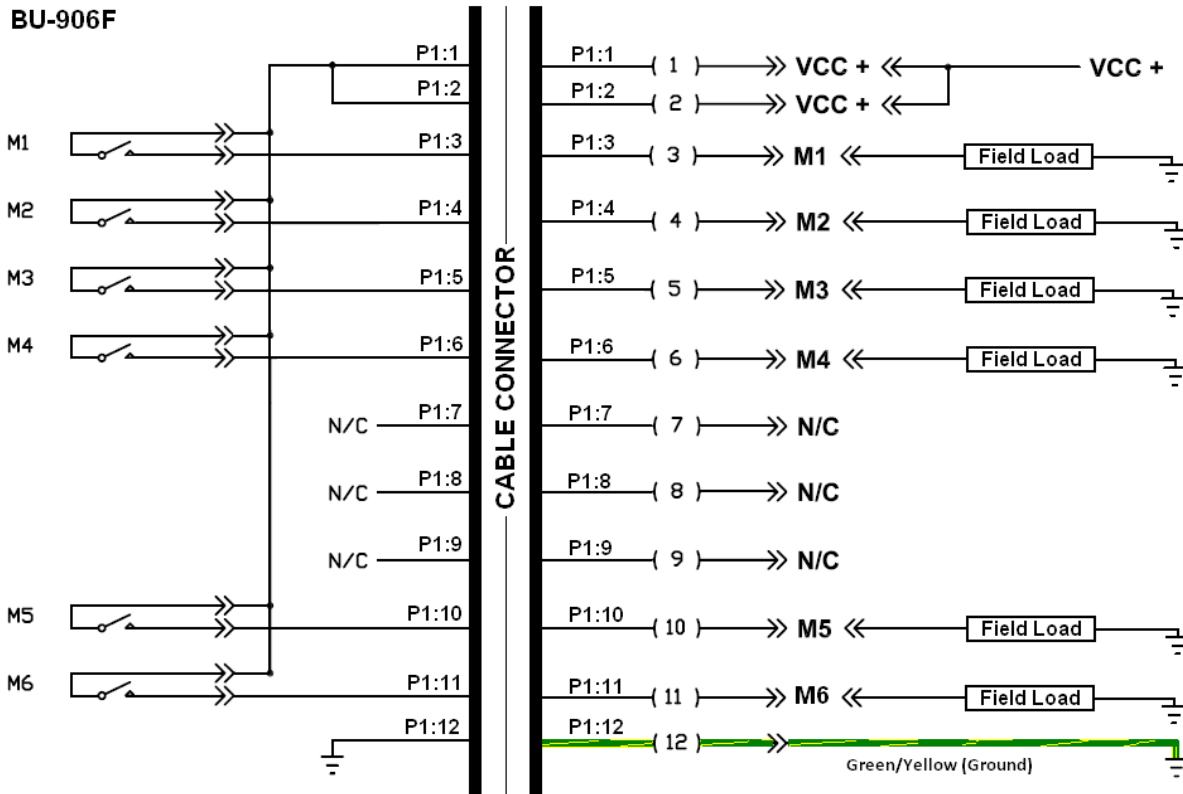 BU-906F
P1:1 P1:1 ( 1 ) VCC + VCC +
P1:2 P1:2 ( 2 ) VCC +
M1 P1:3 P1:3 ( 3 ) M1 Field Load
M2 P1:4 P1:4 ( 4 ) M2 Field Load
M3 P1:5 P1:5 ( 5 ) M3 Field Load
M4 P1:6 P1:6 ( 6 ) M4 Field Load
CABLE CONNECTOR
N/C P1:7 P1:7 ( 7 ) N/C
N/C P1:8 P1:8 ( 8 ) N/C
N/C P1:9 P1:9 ( 9 ) N/C
M5 P1:10 P1:10 ( 10 ) M5 Field Load
M6 P1:11 P1:11 ( 11 ) M6 Field Load
P1:12 P1:12 ( 12 )
Green/Yellow (Ground)